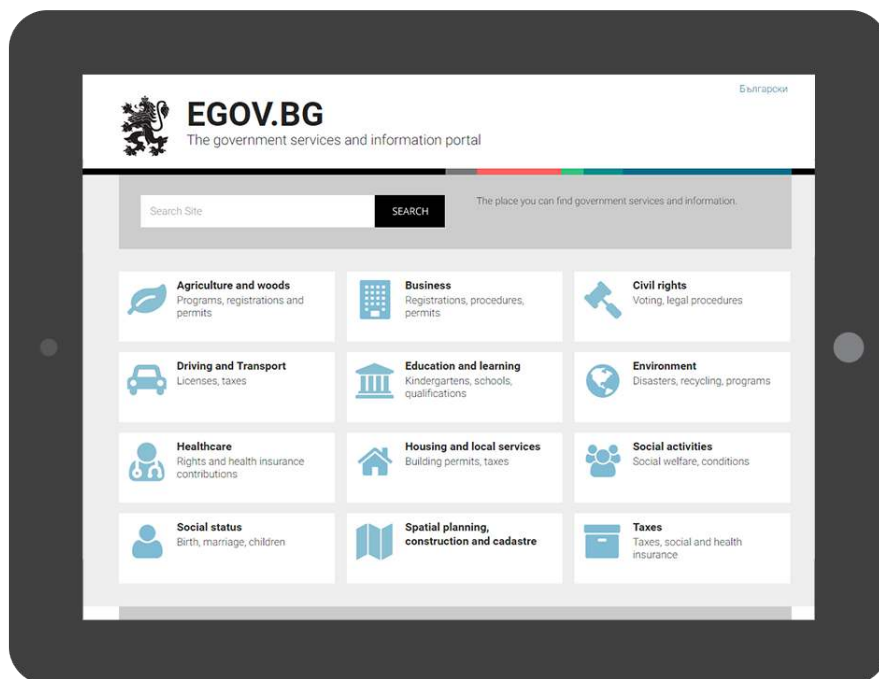 Български
EGOV.BG
The government services and information portal
Search Site
SEARCH
The place you can find government services and information.
Agriculture and woods
Programs, registrations and
permits
Business
Registrations, procedures,
permits
Civil rights
Voting, legal procedures
Driving and Transport
Licenses, taxes
Education and learning
Kindergartens, schools,
qualifications
Environment
Disasters, recycling, programs
Healthcare
Rights and health insurance
contributions
Housing and local services
Building permits, taxes
Social activities
Social welfare, conditions
Social status
Birth, marriage, children
Spatial planning,
construction and cadastre
Taxes
Taxes, social and health
insurance